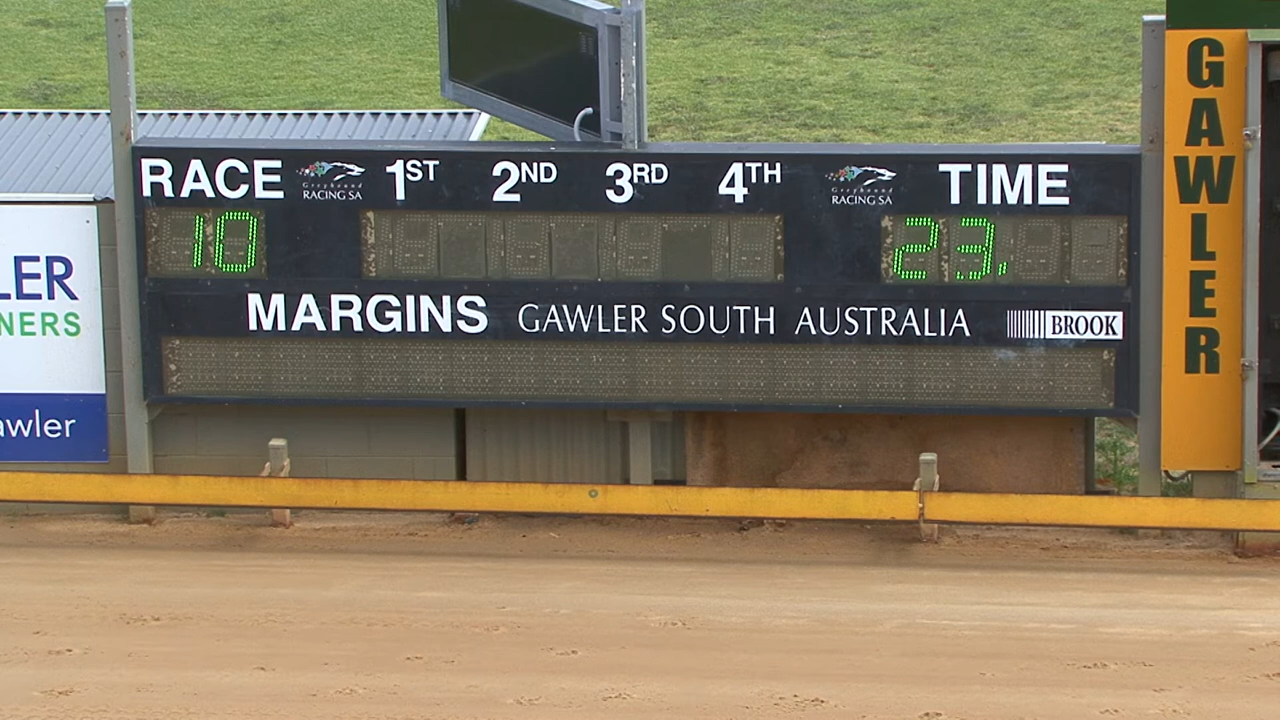 RACE
Greyhound
RACING SA
1ST
2ND
3RD
4TH
Greyhound
RACING SA
TIME
10
23.
MARGINS
GAWLER SOUTH AUSTRALIA
BROOK
LER
NERS
awler
GAWLER